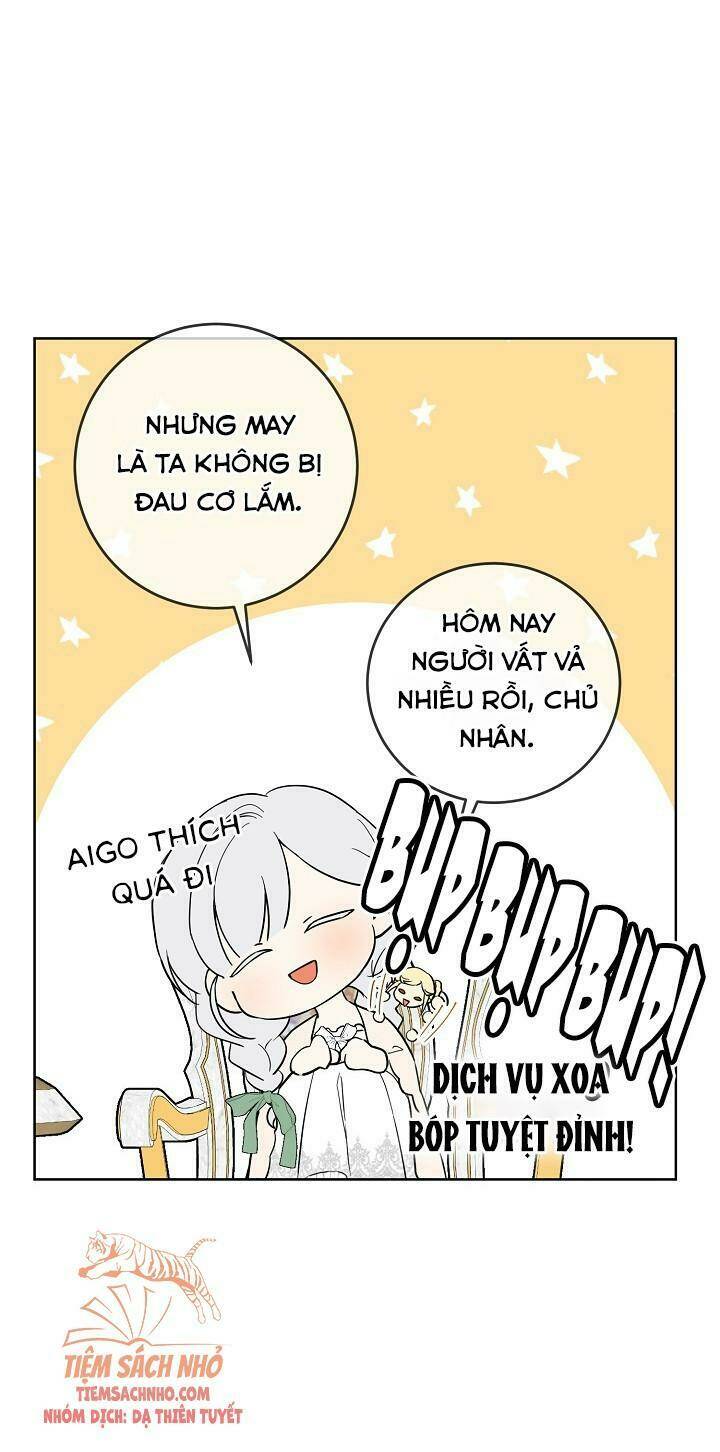 NHƯNG MAY
LÀ TA KHÔNG BỊ
ĐAU CƠ LẮM.
HÔM NAY
NGƯỜI VẤT VẢ
NHIỀU RỒI, CHỦ
NHÂN.
AIGO THÍCH
QUÁ ĐI
BỤP BỤP BỤP!
DỊCH VỤ XOA
BÓP TUYỆT ĐỈNH!
TIỆM SÁCH NHỎ
TIEMSACHNHO.COM
NHÓM DỊCH: DẠ THIÊN TUYẾT